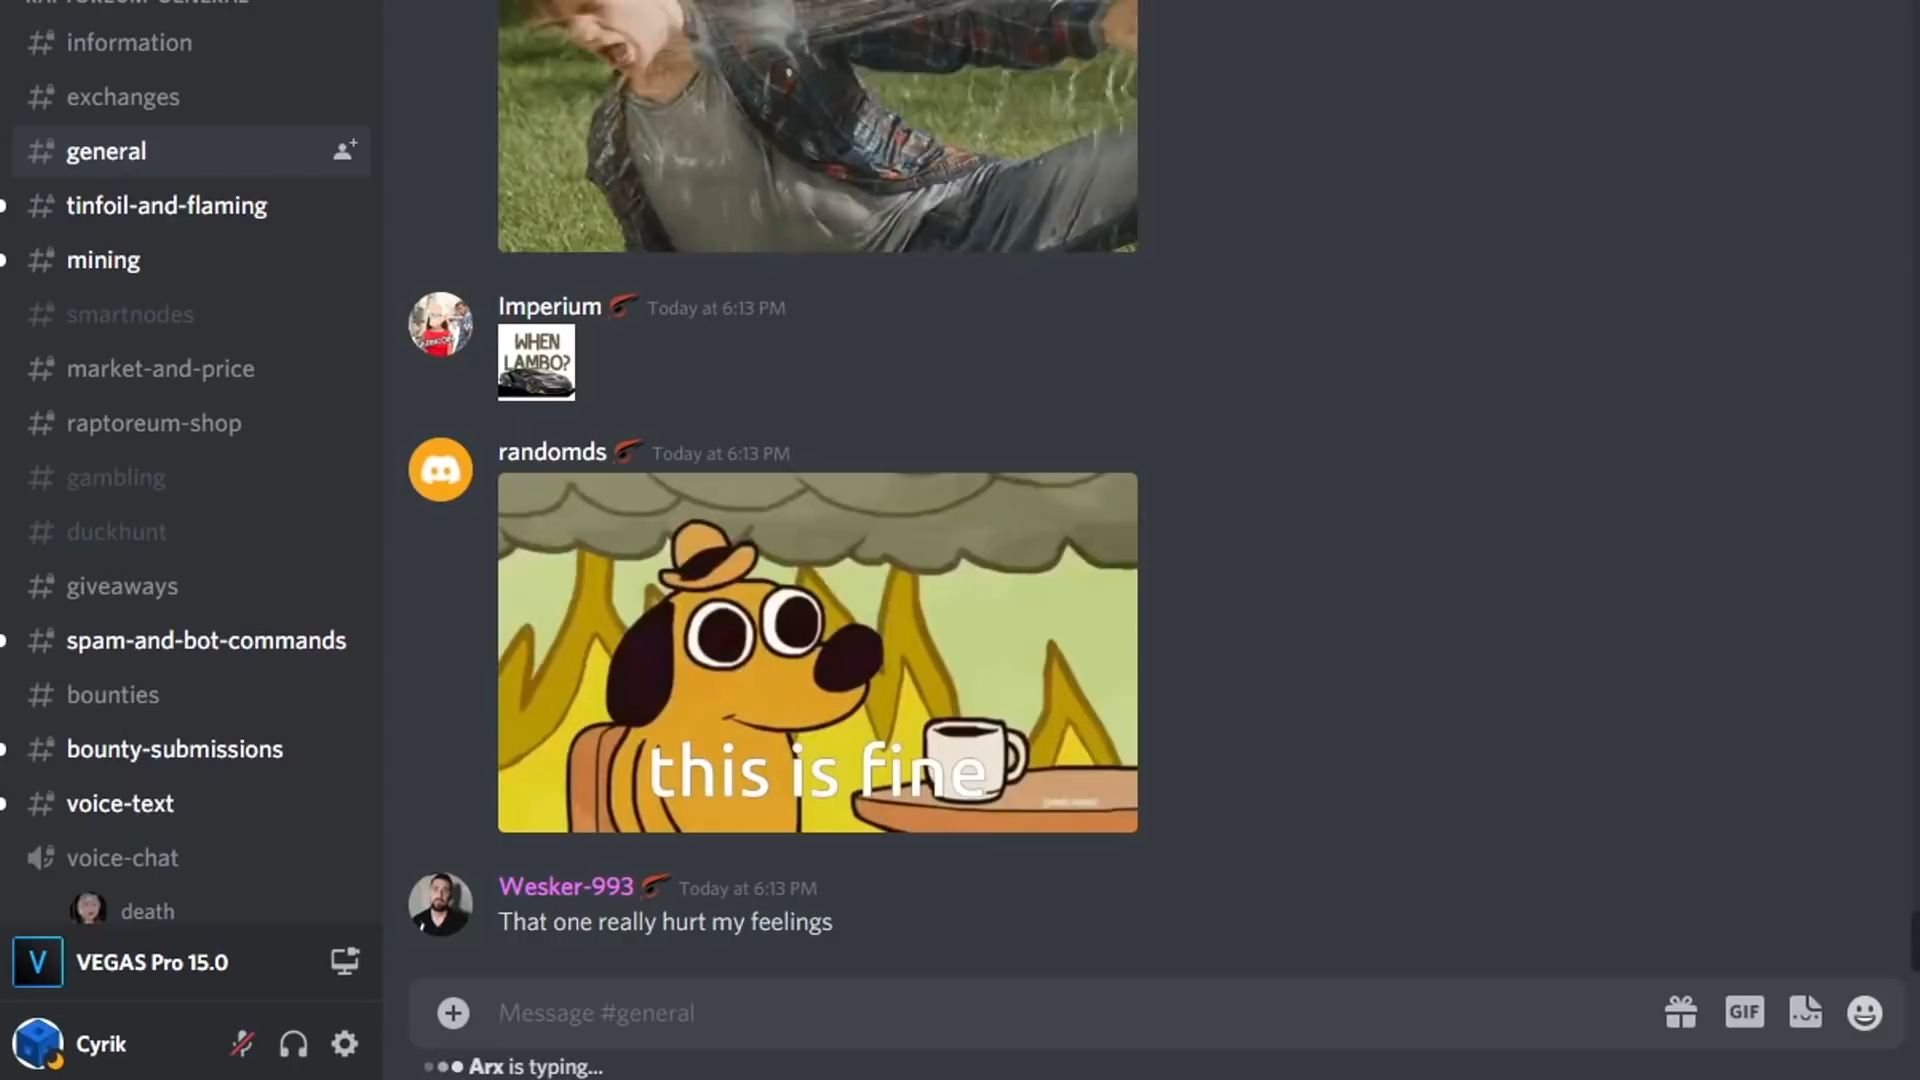 RAPTOREUM GENERAL
information
exchanges
general
tinfoil-and-flaming
mining
smartnodes
market-and-price
raptoreum-shop
gambling
duckhunt
giveaways
spam-and-bot-commands
bounties
bounty-submissions
voice-text
voice-chat
death
V VEGAS Pro 15.0
Cyrik
Imperium Today at 6:13 PM
WHEN
LAMBO?
randomds Today at 6:13 PM
this is fine
Wesker-993 Today at 6:13 PM
That one really hurt my feelings
Message #general
GIF
Arx is typing...